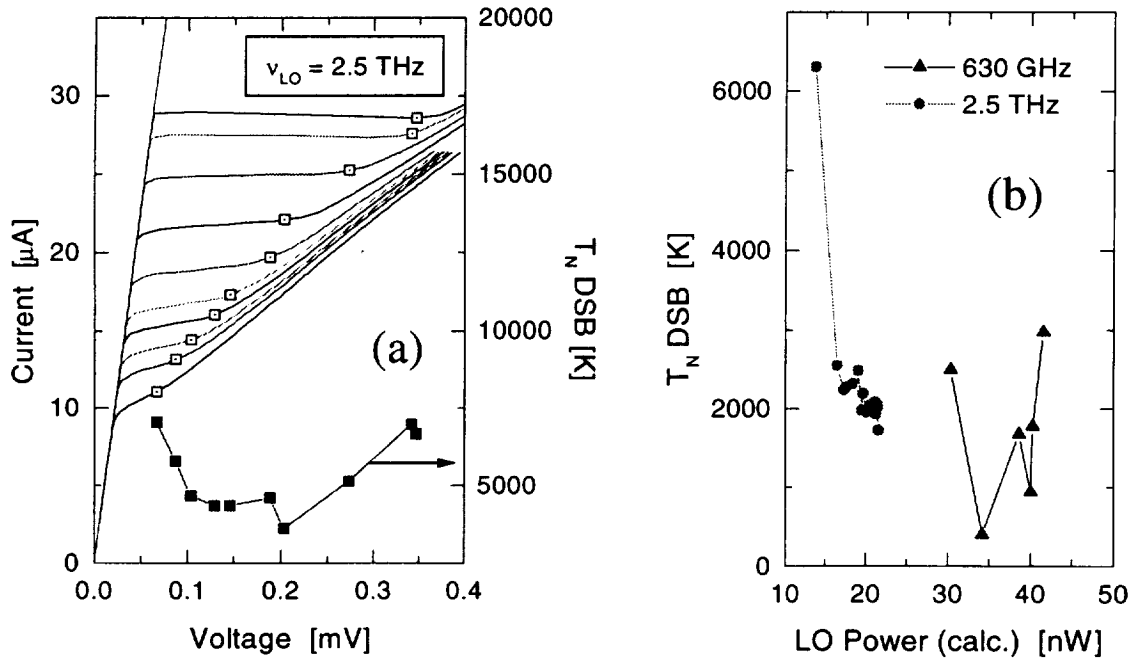 ν_LO = 2.5 THz
(a)
Current [μA]
0
10
20
30
0.0
0.1
0.2
0.3
0.4
Voltage [mV]
20000
15000
10000
5000
T_N DSB [K]
630 GHz
2.5 THz
(b)
T_N DSB [K]
6000
4000
2000
0
10
20
30
40
50
LO Power (calc.) [nW]